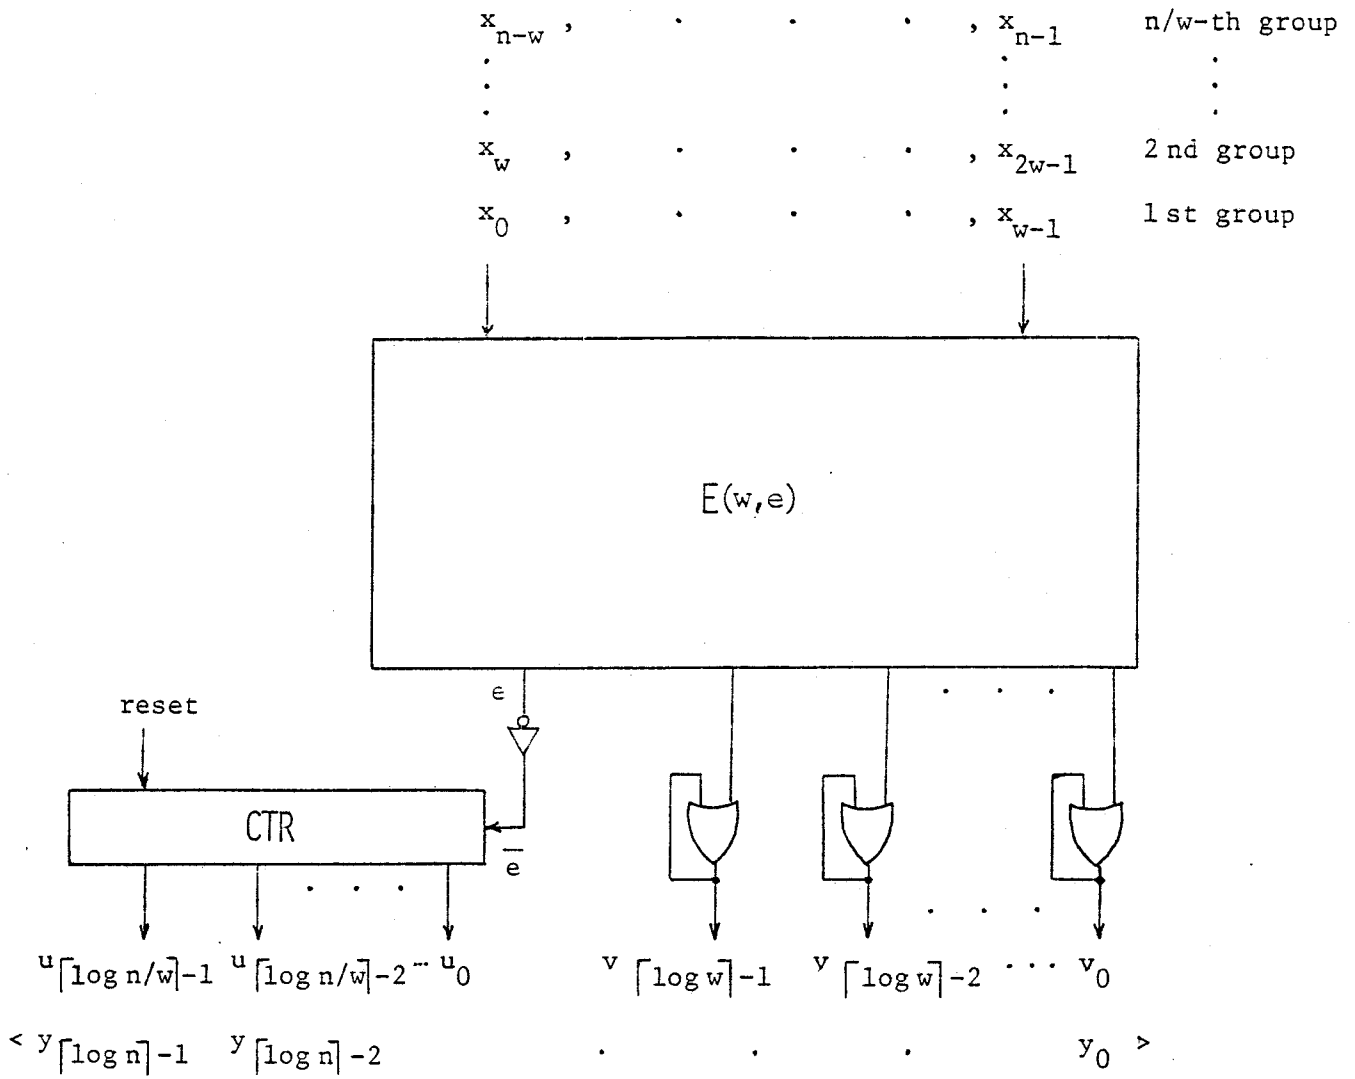 x_{n-w} , . . . , x_{n-1} n/w-th group
x_w , . . . , x_{2w-1} 2nd group
x_0 , . . . , x_{w-1} 1st group
E(w,e)
∊
reset
CTR
e̅
u_{⌈log n/w⌉-1} u_{⌈log n/w⌉-2} ··· u_0 v_{⌈log w⌉-1} v_{⌈log w⌉-2} ··· v_0
< y_{⌈log n⌉-1} y_{⌈log n⌉-2} . . . y_0 >